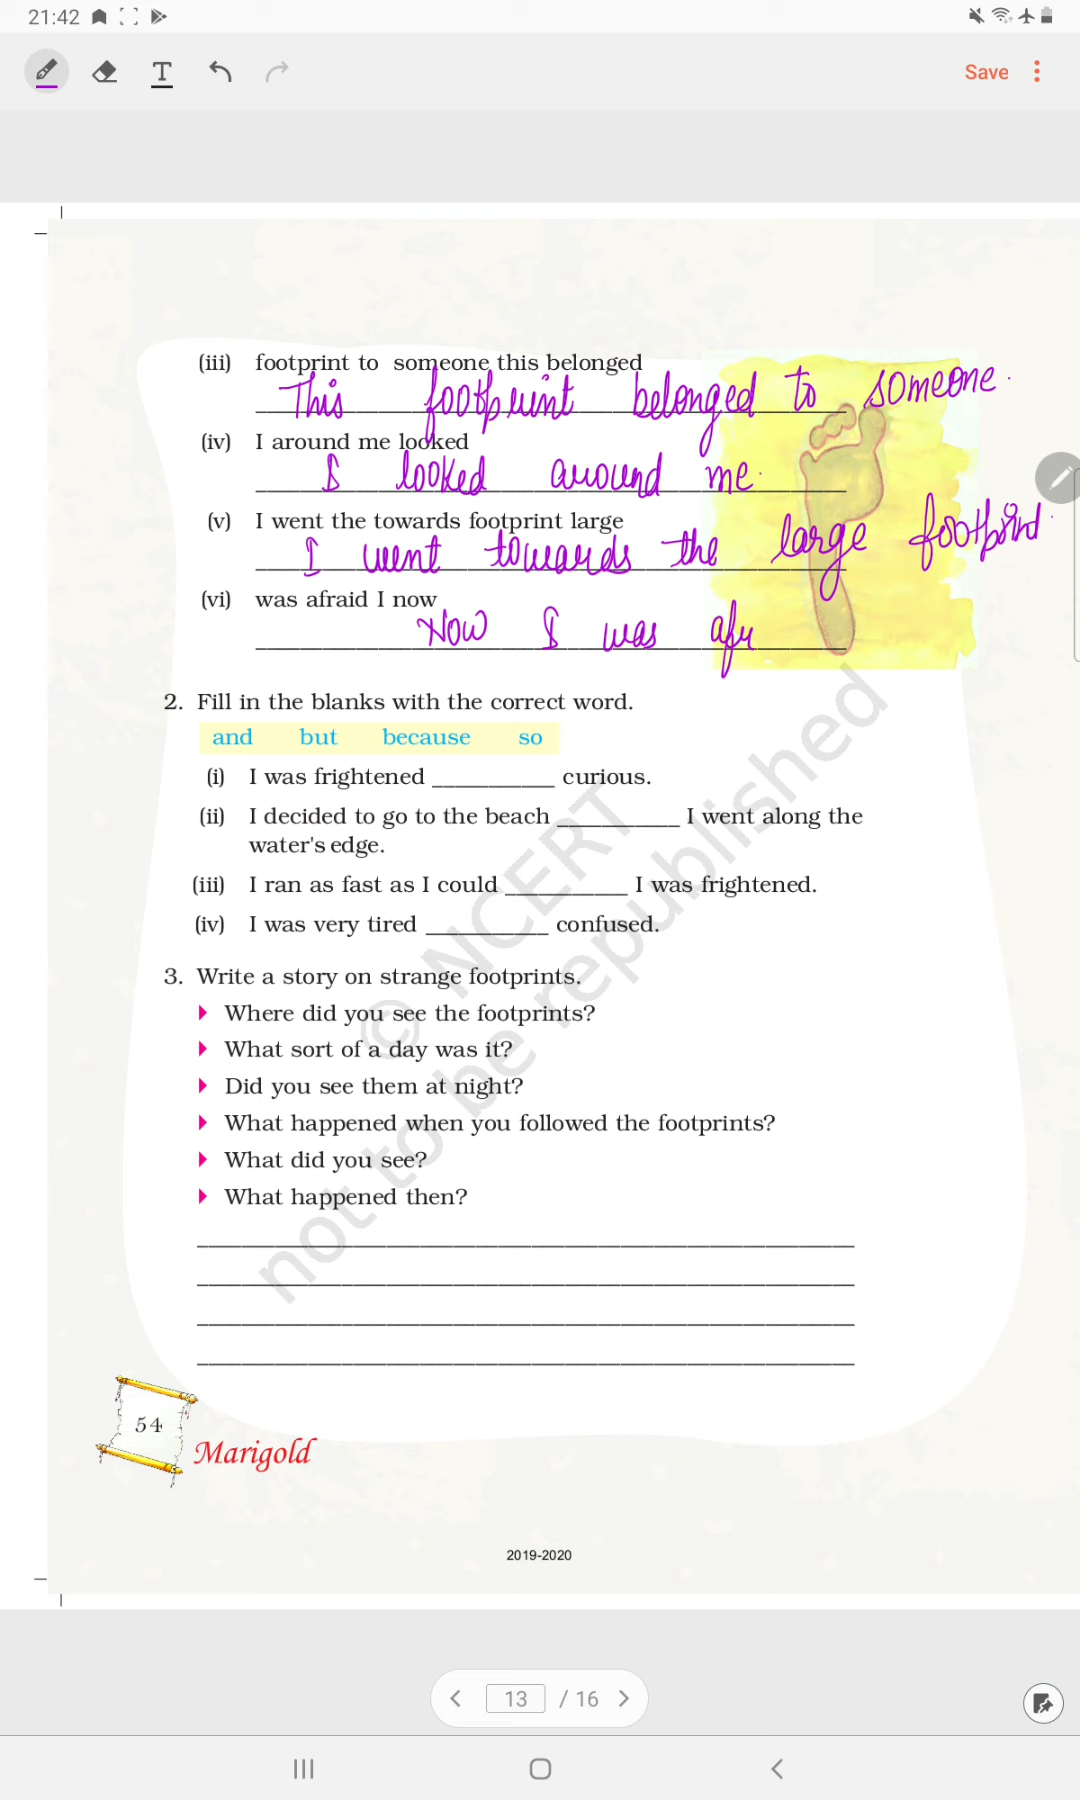 21:42
T
Save
(iii) footprint to someone this belonged
This footprint belonged to someone.
(iv) I around me looked
I looked around me.
(v) I went the towards footprint large
I went towards the large footprint.
(vi) was afraid I now
Now I was afr
2. Fill in the blanks with the correct word.
and but because so
(i) I was frightened __________ curious.
(ii) I decided to go to the beach __________ I went along the
water's edge.
(iii) I ran as fast as I could __________ I was frightened.
(iv) I was very tired __________ confused.
3. Write a story on strange footprints.
Where did you see the footprints?
What sort of a day was it?
Did you see them at night?
What happened when you followed the footprints?
What did you see?
What happened then?
© NCERT
not to be republished
54
Marigold
2019-2020
13 / 16